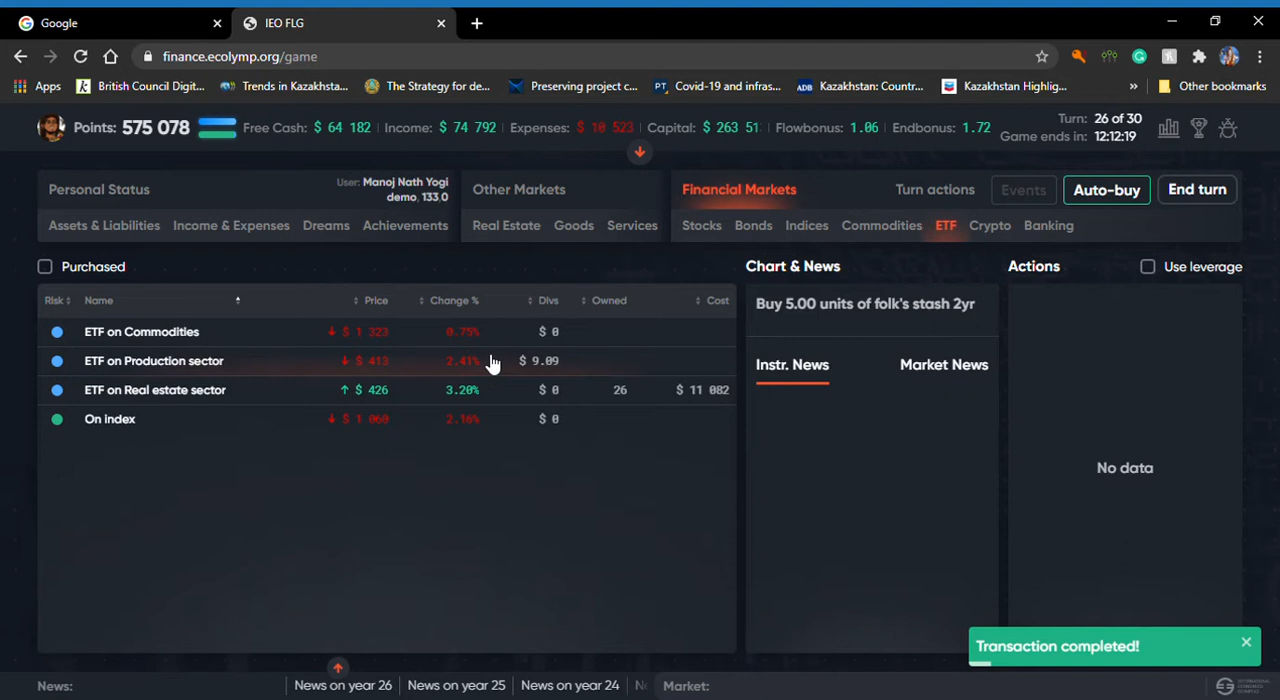 Google
IEO FLG
finance.ecolymp.org/game
Apps British Council Digit... Trends in Kazakhsta... The Strategy for de... Preserving project c... PT Covid-19 and infras... ADB Kazakhstan: Countr... Kazakhstan Highlig... » Other bookmarks
Points: 575 078 Free Cash: $ 64 182 Income: $ 74 792 Expenses: $ 10 523 Capital: $ 263 51 Flowbonus: 1.06 Endbonus: 1.72
Turn: 26 of 30
Game ends in: 12:12:19
Personal Status
User: Manoj Nath Yogi
demo, 133,0
Assets & Liabilities Income & Expenses Dreams Achievements
Other Markets
Real Estate Goods Services
Financial Markets Turn actions Events Auto-buy End turn
Stocks Bonds Indices Commodities ETF Crypto Banking
Purchased
Risk Name Price Change % Divs Owned Cost
ETF on Commodities $ 1 323 0.75% $ 0
ETF on Production sector $ 413 2.41% $ 9.09
ETF on Real estate sector $ 426 3.20% $ 0 26 $ 11 082
On index $ 1 060 2.16% $ 0
Chart & News
Buy 5.00 units of folk's stash 2yr
Instr. News Market News
Actions Use leverage
No data
Transaction completed!
News: News on year 26 News on year 25 News on year 24 Market: